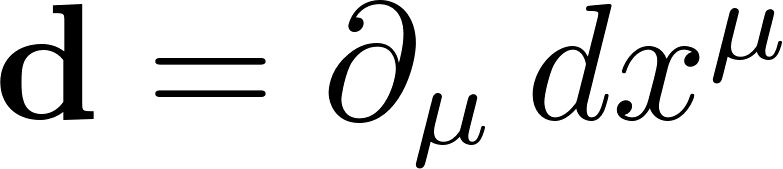 𝐝 = ∂_μ dx^μ